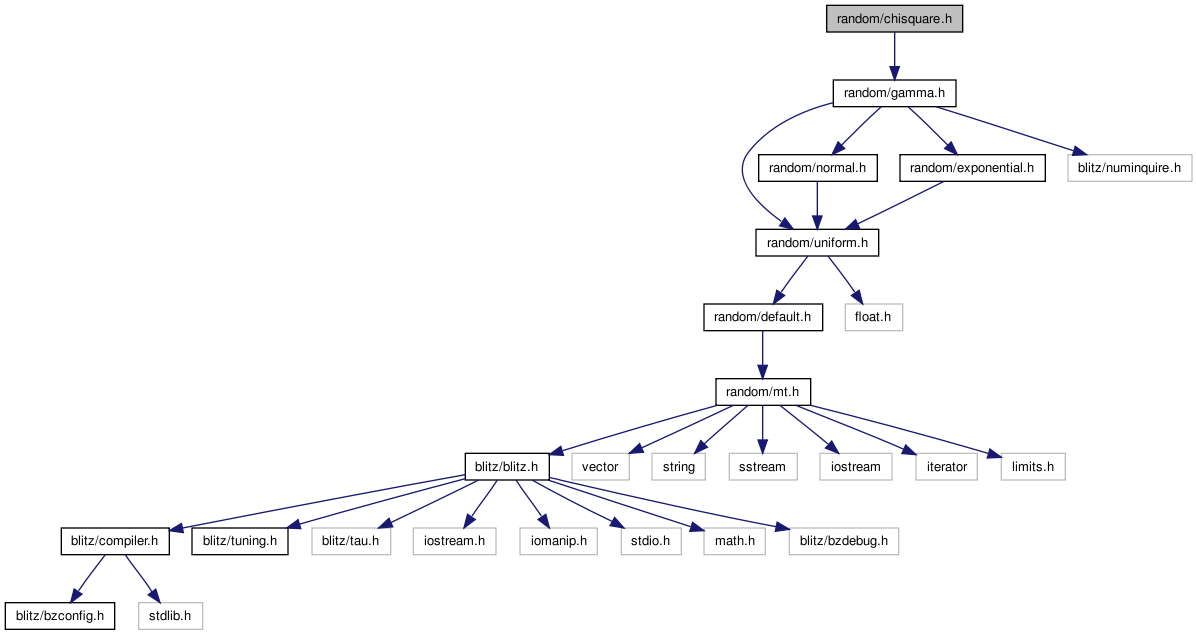 random/chisquare.h
random/gamma.h
random/normal.h
random/exponential.h
blitz/numinquire.h
random/uniform.h
random/default.h
float.h
random/mt.h
blitz/blitz.h
vector
string
sstream
iostream
iterator
limits.h
blitz/compiler.h
blitz/tuning.h
blitz/tau.h
iostream.h
iomanip.h
stdio.h
math.h
blitz/bzdebug.h
blitz/bzconfig.h
stdlib.h